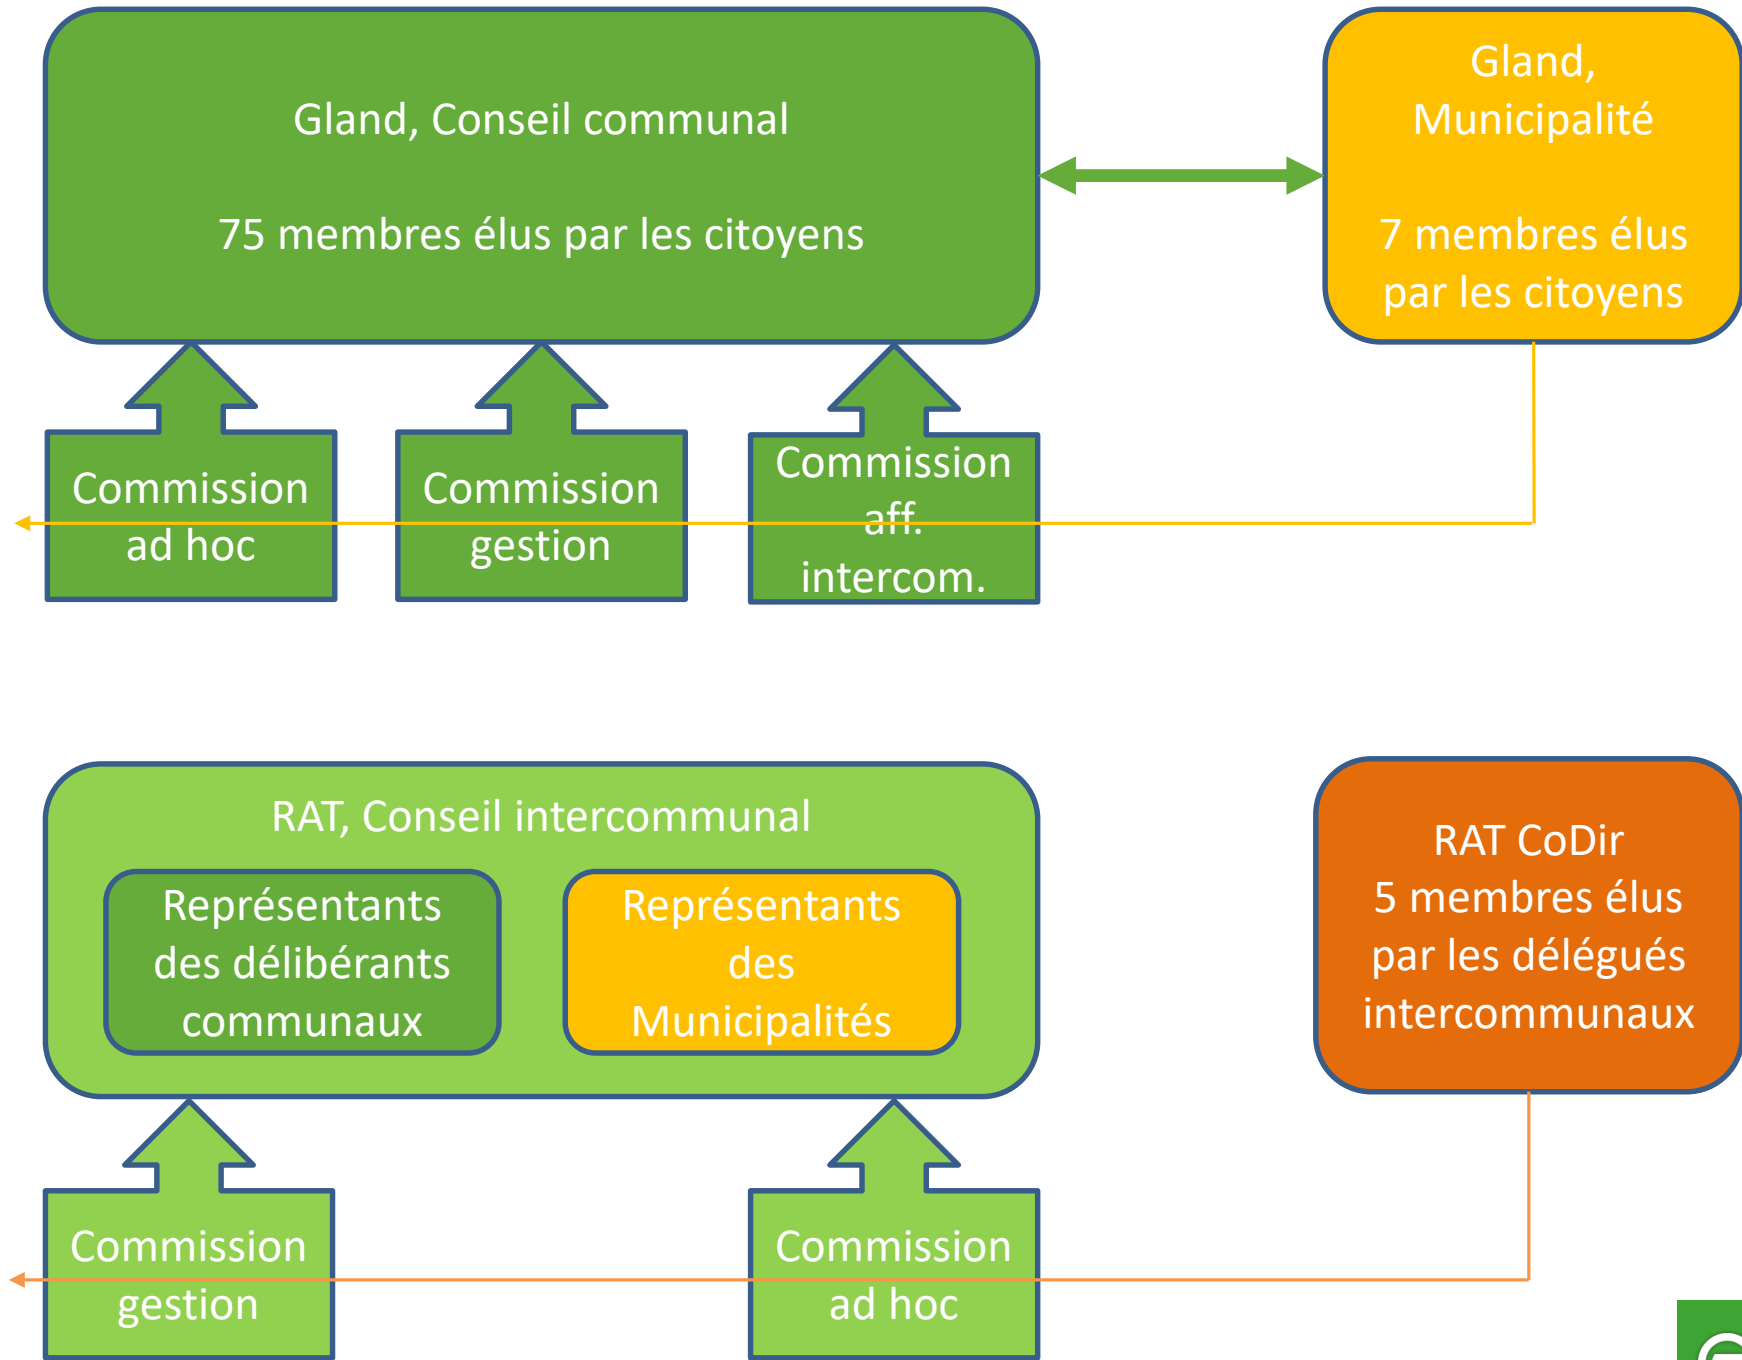 Gland, Conseil communal
75 membres élus par les citoyens
Gland,
Municipalité
7 membres élus
par les citoyens
Commission
ad hoc
Commission
gestion
Commission
aff.
intercom.
RAT, Conseil intercommunal
Représentants
des délibérants
communaux
Représentants
des
Municipalités
RAT CoDir
5 membres élus
par les délégués
intercommunaux
Commission
gestion
Commission
ad hoc